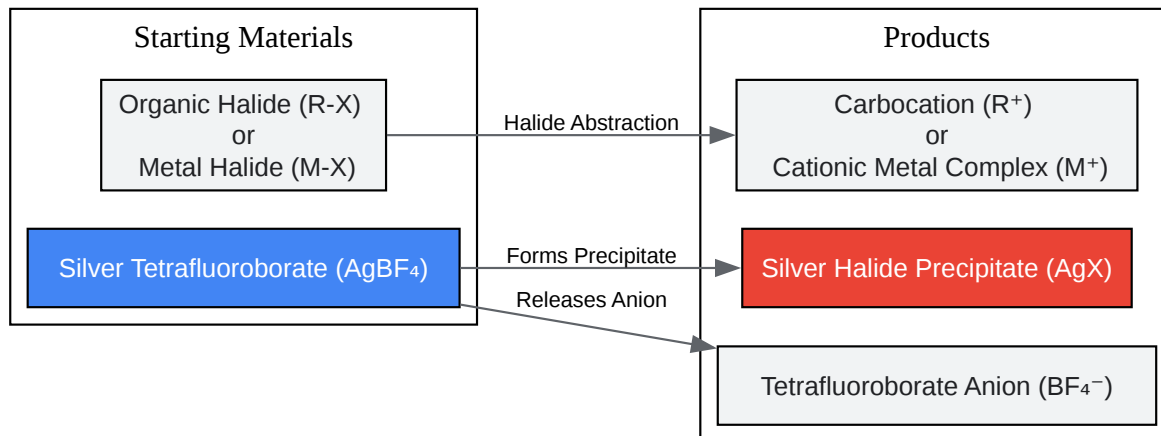 Starting Materials
Organic Halide (R-X)
or
Metal Halide (M-X)
Silver Tetrafluoroborate (AgBF₄)
Halide Abstraction
Forms Precipitate
Releases Anion
Products
Carbocation (R⁺)
or
Cationic Metal Complex (M⁺)
Silver Halide Precipitate (AgX)
Tetrafluoroborate Anion (BF₄⁻)